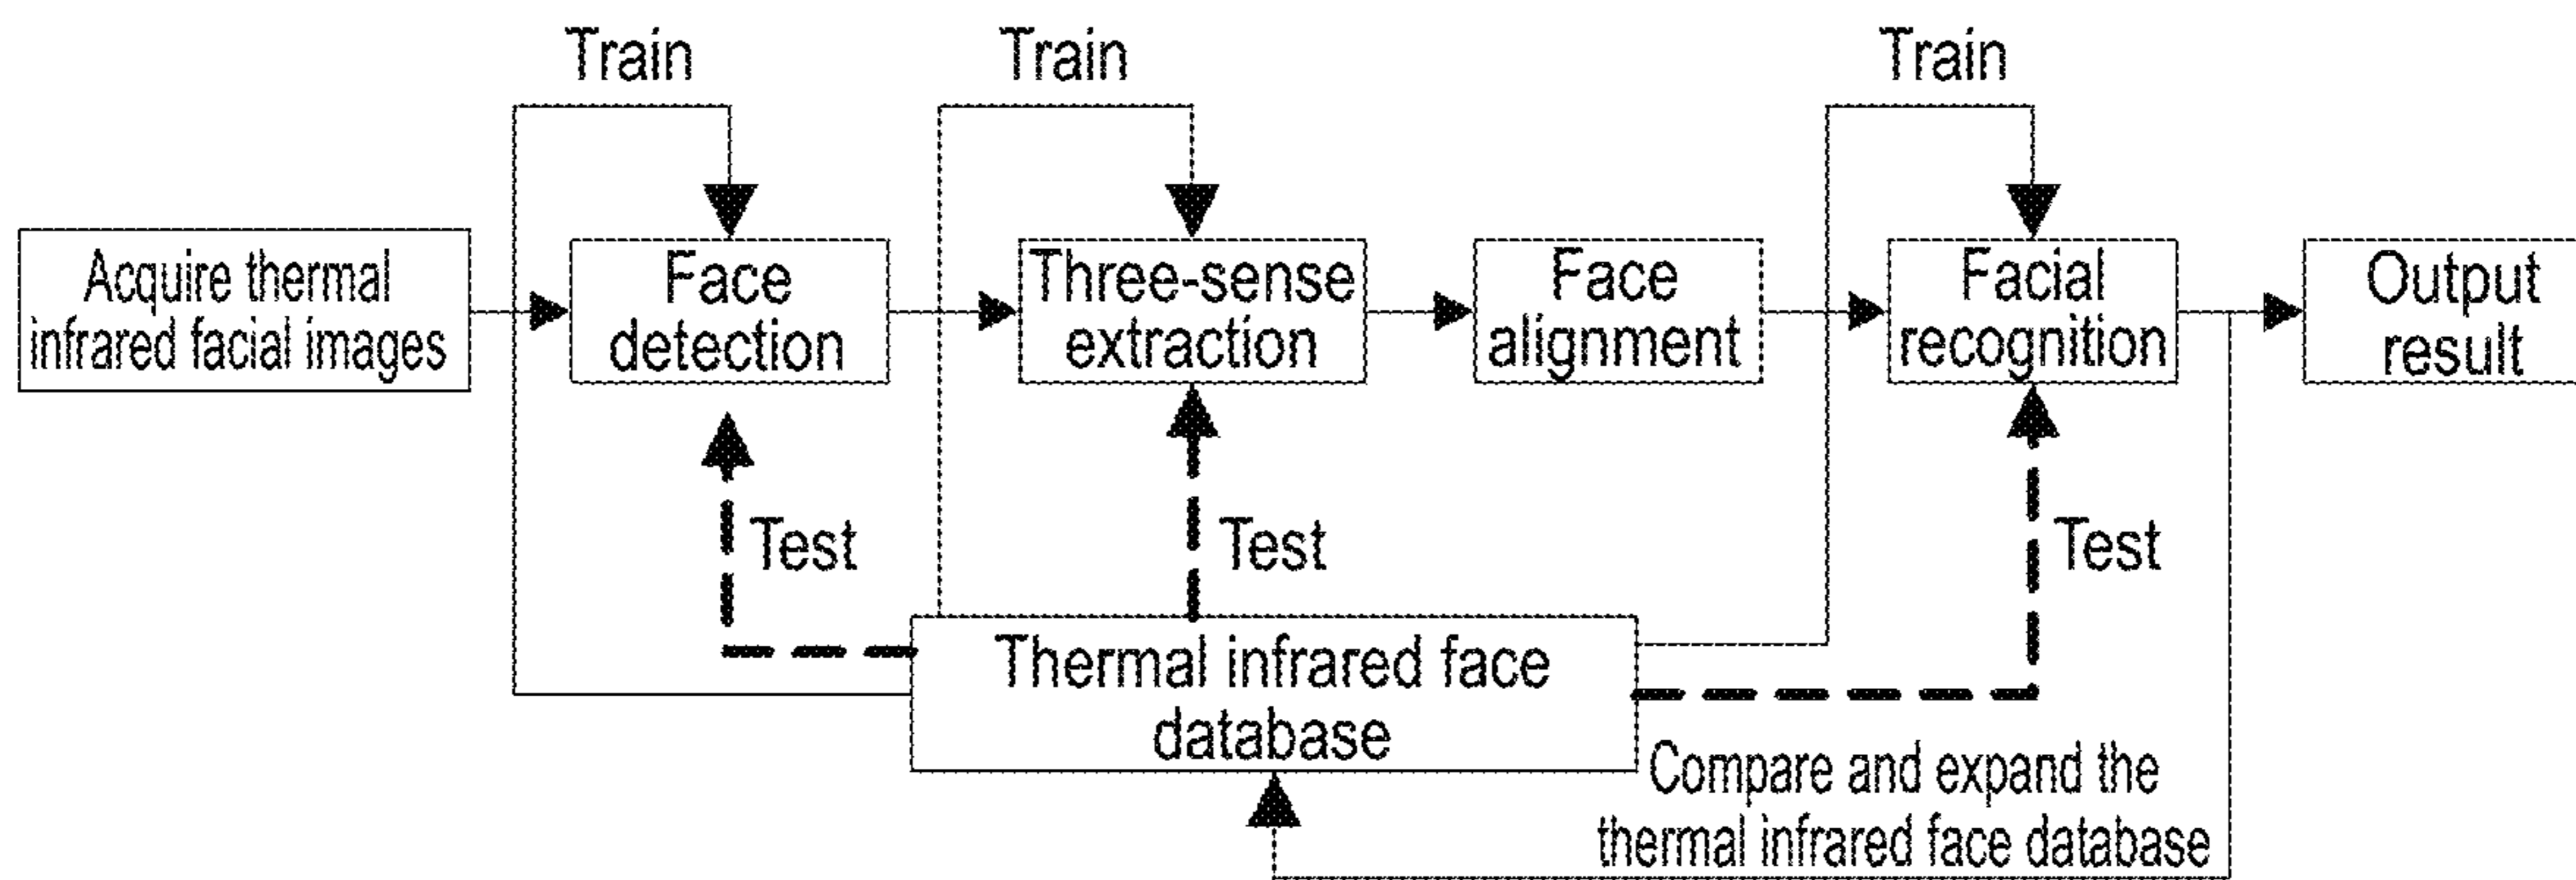 Train
Train
Train
Acquire thermal
infrared facial images
Face
detection
Three-sense
extraction
Face
alignment
Facial
recognition
Output
result
Test
Test
Test
Thermal infrared face
database
Compare and expand the
thermal infrared face database